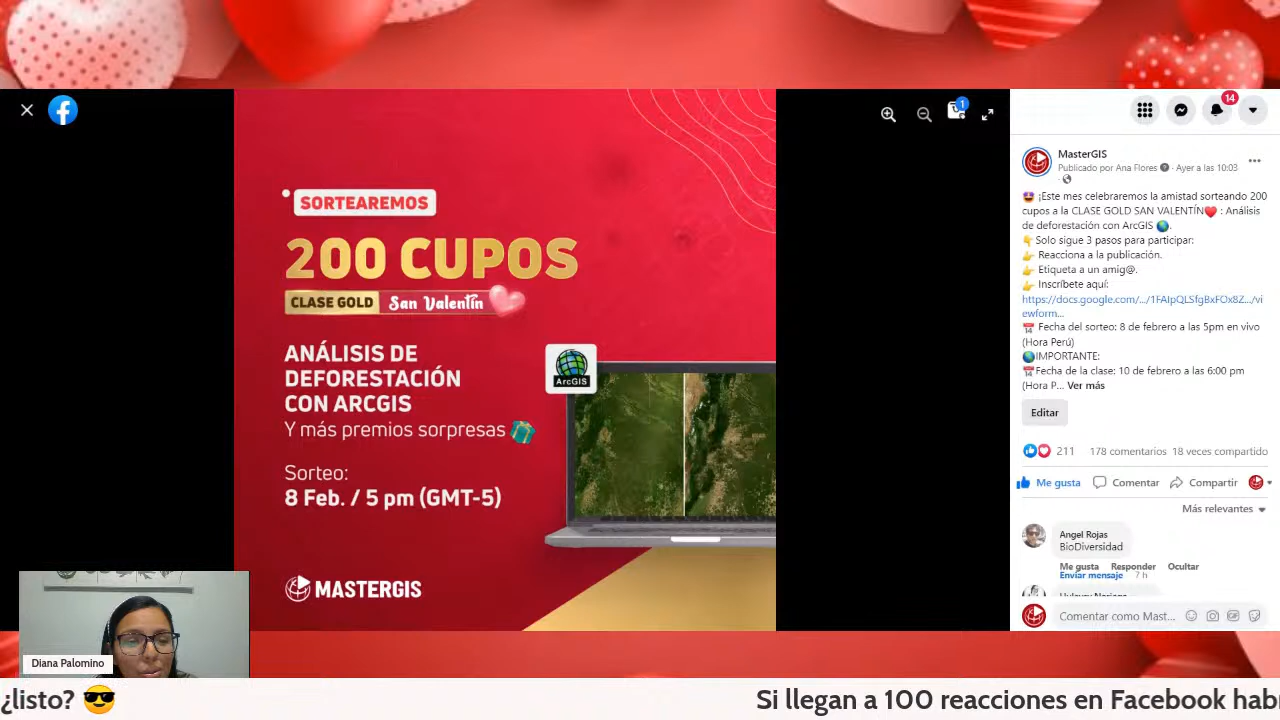 SORTEAREMOS
200 CUPOS
CLASE GOLD San Valentín
ANÁLISIS DE
DEFORESTACIÓN
CON ARCGIS
Y más premios sorpresas
Sorteo:
8 Feb. / 5 pm (GMT-5)
ArcGIS
MASTERGIS
1
14
MasterGIS
Publicado por Ana Flores · Ayer a las 10:03
·
¡Este mes celebraremos la amistad sorteando 200
cupos a la CLASE GOLD SAN VALENTÍN❤️ : Análisis
de deforestación con ArcGIS 🌎.
👇Solo sigue 3 pasos para participar:
👉 Reacciona a la publicación.
👉 Etiqueta a un amig@.
👉 Inscríbete aquí:
https://docs.google.com/.../1FAIpQLSfgBxFOx8Z.../vi
ewform...
📅 Fecha del sorteo: 8 de febrero a las 5pm en vivo
(Hora Perú)
🌎IMPORTANTE:
📅Fecha de la clase: 10 de febrero a las 6:00 pm
(Hora P... Ver más
Editar
211 178 comentarios 18 veces compartido
Me gusta Comentar Compartir
Más relevantes
Angel Rojas
BioDiversidad
Me gusta Responder Ocultar
Enviar mensaje 7 h
Comentar como Mast...
Diana Palomino
¿listo? 😎
Si llegan a 100 reacciones en Facebook hab